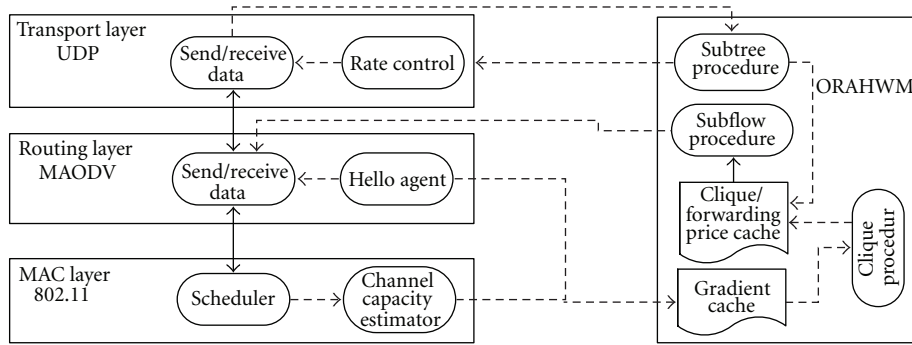 Transport layer
UDP
Send/receive
data
Rate control
Routing layer
MAODV
Send/receive
data
Hello agent
MAC layer
802.11
Scheduler
Channel
capacity
estimator
Subtree
procedure
ORAHWM
Subflow
procedure
Clique/
forwarding
price cache
Clique
procedur
Gradient
cache